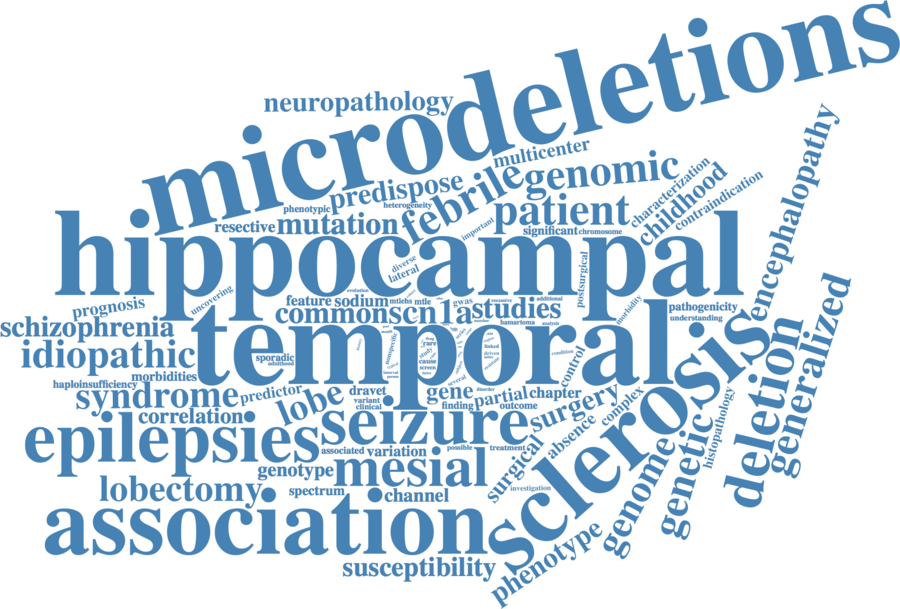 microdeletions
neuropathology
multicenter
predispose
febrile
genomic
characterization
childhood
contraindication
encephalopathy
phenotypic
heterogeneity
resective
mutation
important
patient
significant
chromosome
hippocampal
diverse
lateral
postsurgical
prognosis
uncovering
evolution
feature
sodium
mtlehs
mtle
gwas
additional
morbidity
pathogenicity
understanding
schizophrenia
common
scn1a
studies
hamartoma
analysis
temporal
idiopathic
sporadic
adulthood
rare
study
cause
screen
linked
driven
condition
control
sclerosis
deletion
generalized
morbidities
haploinsufficiency
syndrome
predictor
lobe
dravet
variant
clinical
several
gene
disorder
partial
chapter
finding
outcome
surgery
complex
absence
correlation
epilepsies
seizure
associated
variation
possible
treatment
surgical
histopathology
genetic
genome
genotype
mesial
lobectomy
spectrum
channel
investigation
association
susceptibility
phenotype